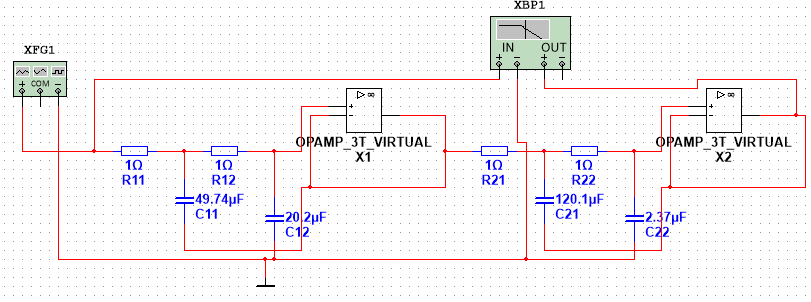 XBP1
XFG1
IN OUT
+ − + −
COM
+ −
OPAMP_3T_VIRTUAL
X1
OPAMP_3T_VIRTUAL
X2
1Ω
R11
1Ω
R12
1Ω
R21
1Ω
R22
49.74µF
C11
20.2µF
C12
120.1µF
C21
2.37µF
C22